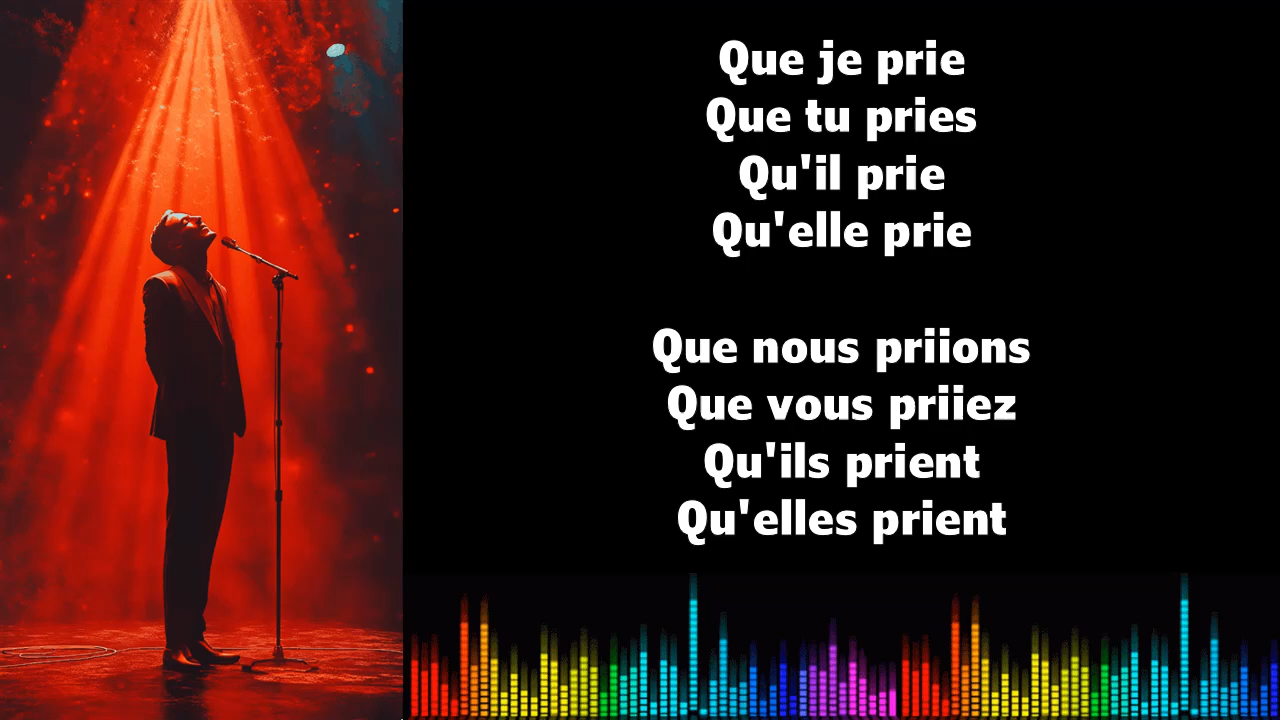 Que je prie
Que tu pries
Qu'il prie
Qu'elle prie
Que nous priions
Que vous priiez
Qu'ils prient
Qu'elles prient